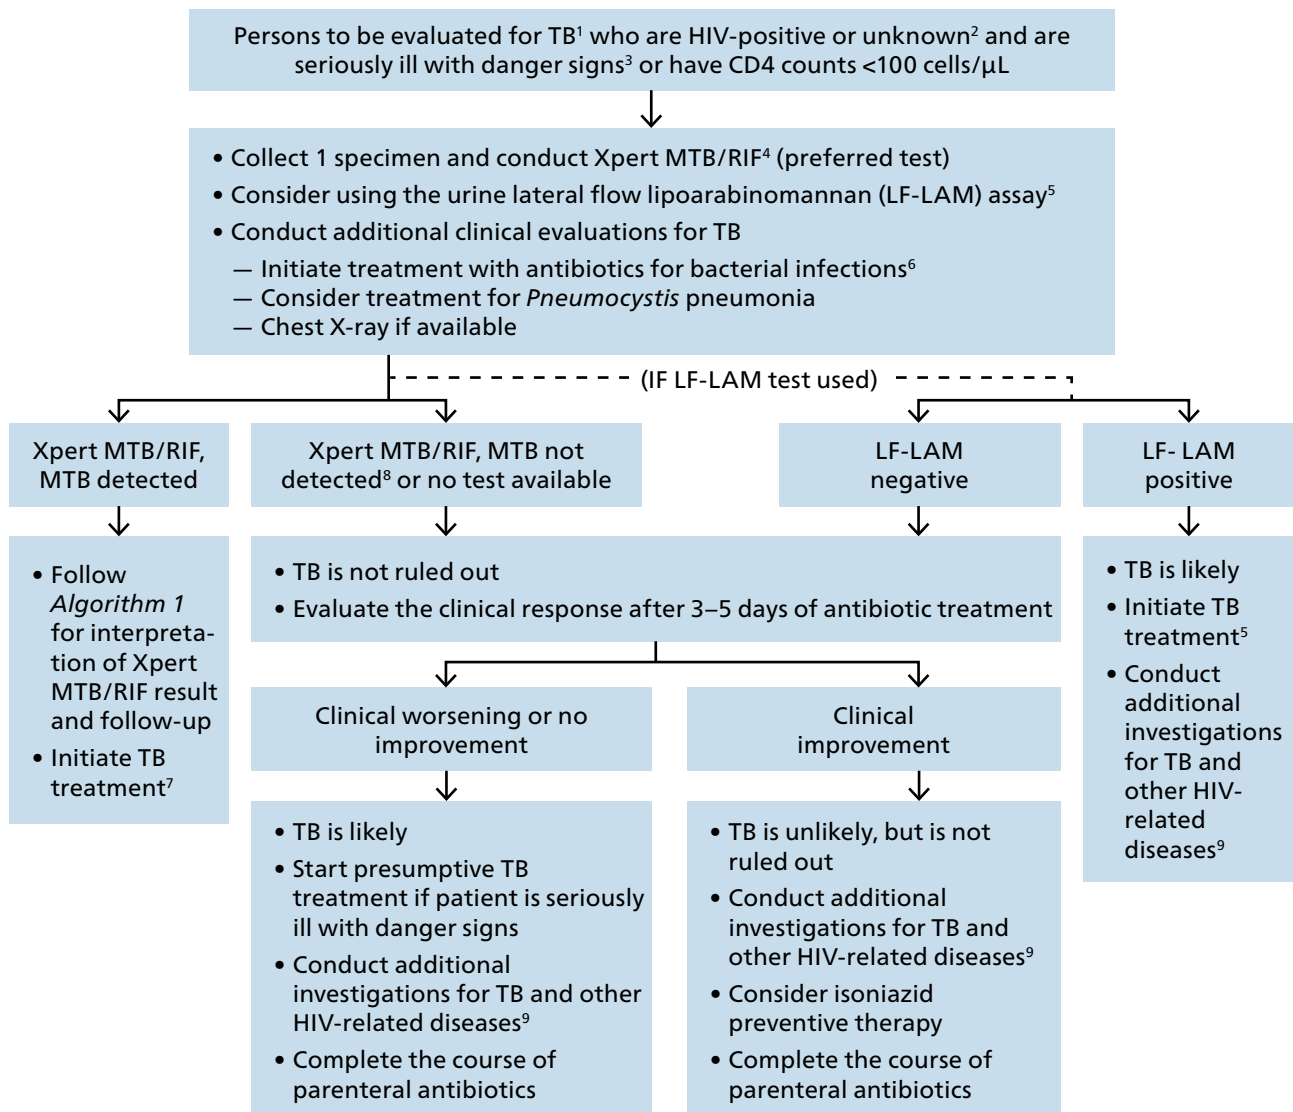 Persons to be evaluated for TB¹ who are HIV-positive or unknown² and are
seriously ill with danger signs³ or have CD4 counts <100 cells/μL
• Collect 1 specimen and conduct Xpert MTB/RIF⁴ (preferred test)
• Consider using the urine lateral flow lipoarabinomannan (LF-LAM) assay⁵
• Conduct additional clinical evaluations for TB
— Initiate treatment with antibiotics for bacterial infections⁶
— Consider treatment for Pneumocystis pneumonia
— Chest X-ray if available
(IF LF-LAM test used)
Xpert MTB/RIF,
MTB detected
Xpert MTB/RIF, MTB not
detected⁸ or no test available
LF-LAM
negative
LF- LAM
positive
• Follow
Algorithm 1
for interpreta-
tion of Xpert
MTB/RIF result
and follow-up
• Initiate TB
treatment⁷
• TB is not ruled out
• Evaluate the clinical response after 3–5 days of antibiotic treatment
• TB is likely
• Initiate TB
treatment⁵
• Conduct
additional
investigations
for TB and
other HIV-
related
diseases⁹
Clinical worsening or no
improvement
Clinical
improvement
• TB is likely
• Start presumptive TB
treatment if patient is seriously
ill with danger signs
• Conduct additional
investigations for TB and other
HIV-related diseases⁹
• Complete the course of
parenteral antibiotics
• TB is unlikely, but is not
ruled out
• Conduct additional
investigations for TB and
other HIV-related diseases⁹
• Consider isoniazid
preventive therapy
• Complete the course of
parenteral antibiotics